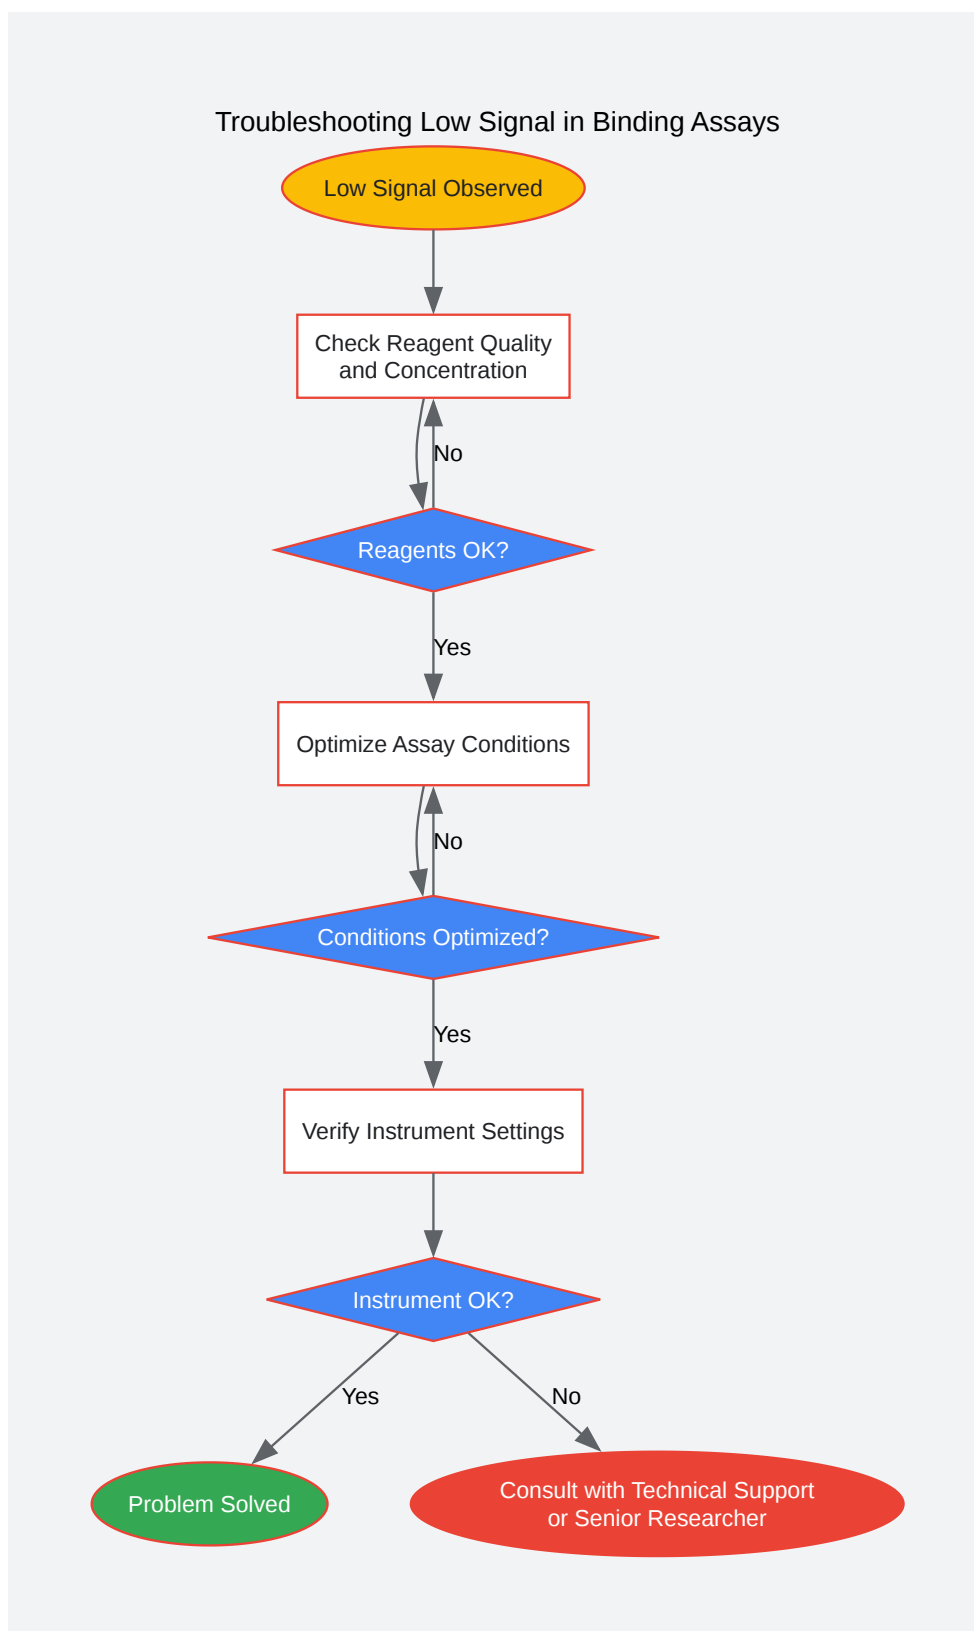 Troubleshooting Low Signal in Binding Assays
Low Signal Observed
Check Reagent Quality
and Concentration
No
Reagents OK?
Yes
Optimize Assay Conditions
No
Conditions Optimized?
Yes
Verify Instrument Settings
Instrument OK?
Yes
No
Problem Solved
Consult with Technical Support
or Senior Researcher